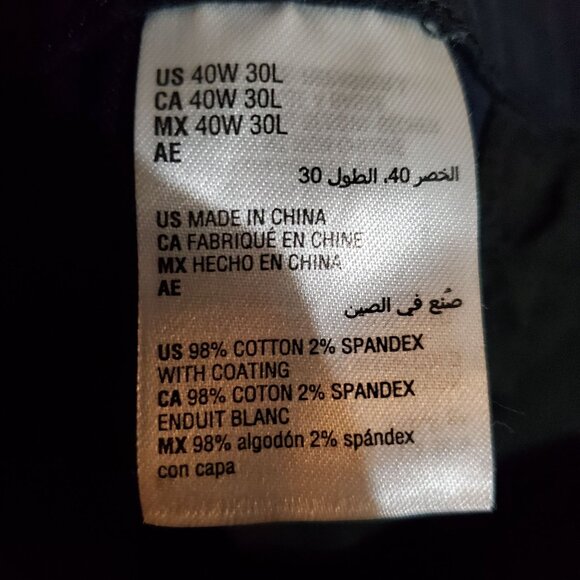 US 40W 30L
CA 40W 30L
MX 40W 30L
AE
الخصر 40، الطول 30
US MADE IN CHINA
CA FABRIQUÉ EN CHINE
MX HECHO EN CHINA
AE
صُنع في الصين
US 98% COTTON 2% SPANDEX
WITH COATING
CA 98% COTON 2% SPANDEX
ENDUIT BLANC
MX 98% algodón 2% spándex
con capa